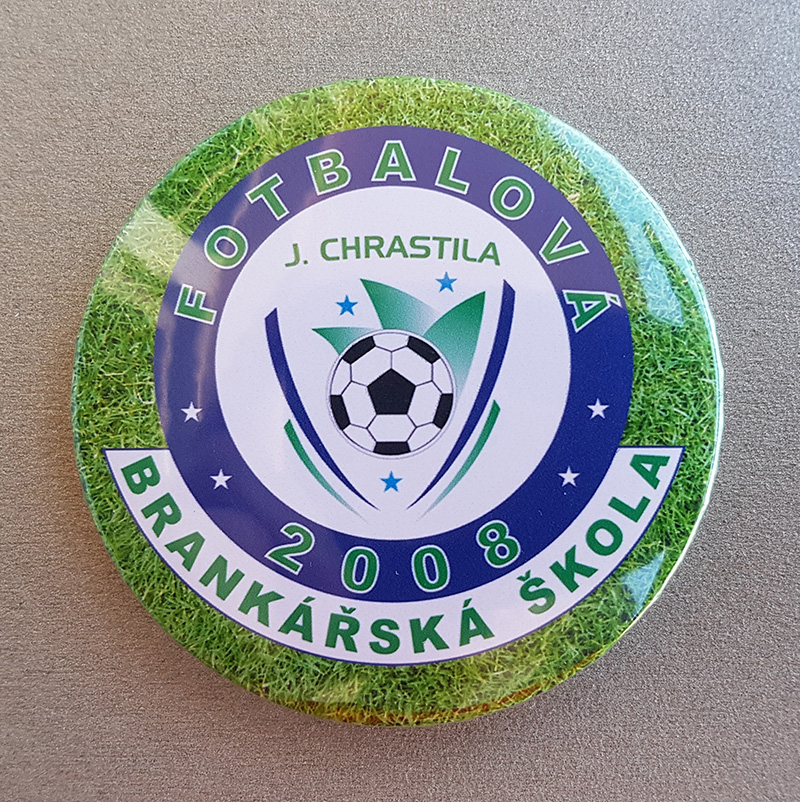 FOTBALOVÁ
J. CHRASTILA
2008
BRANKÁŘSKÁ ŠKOLA